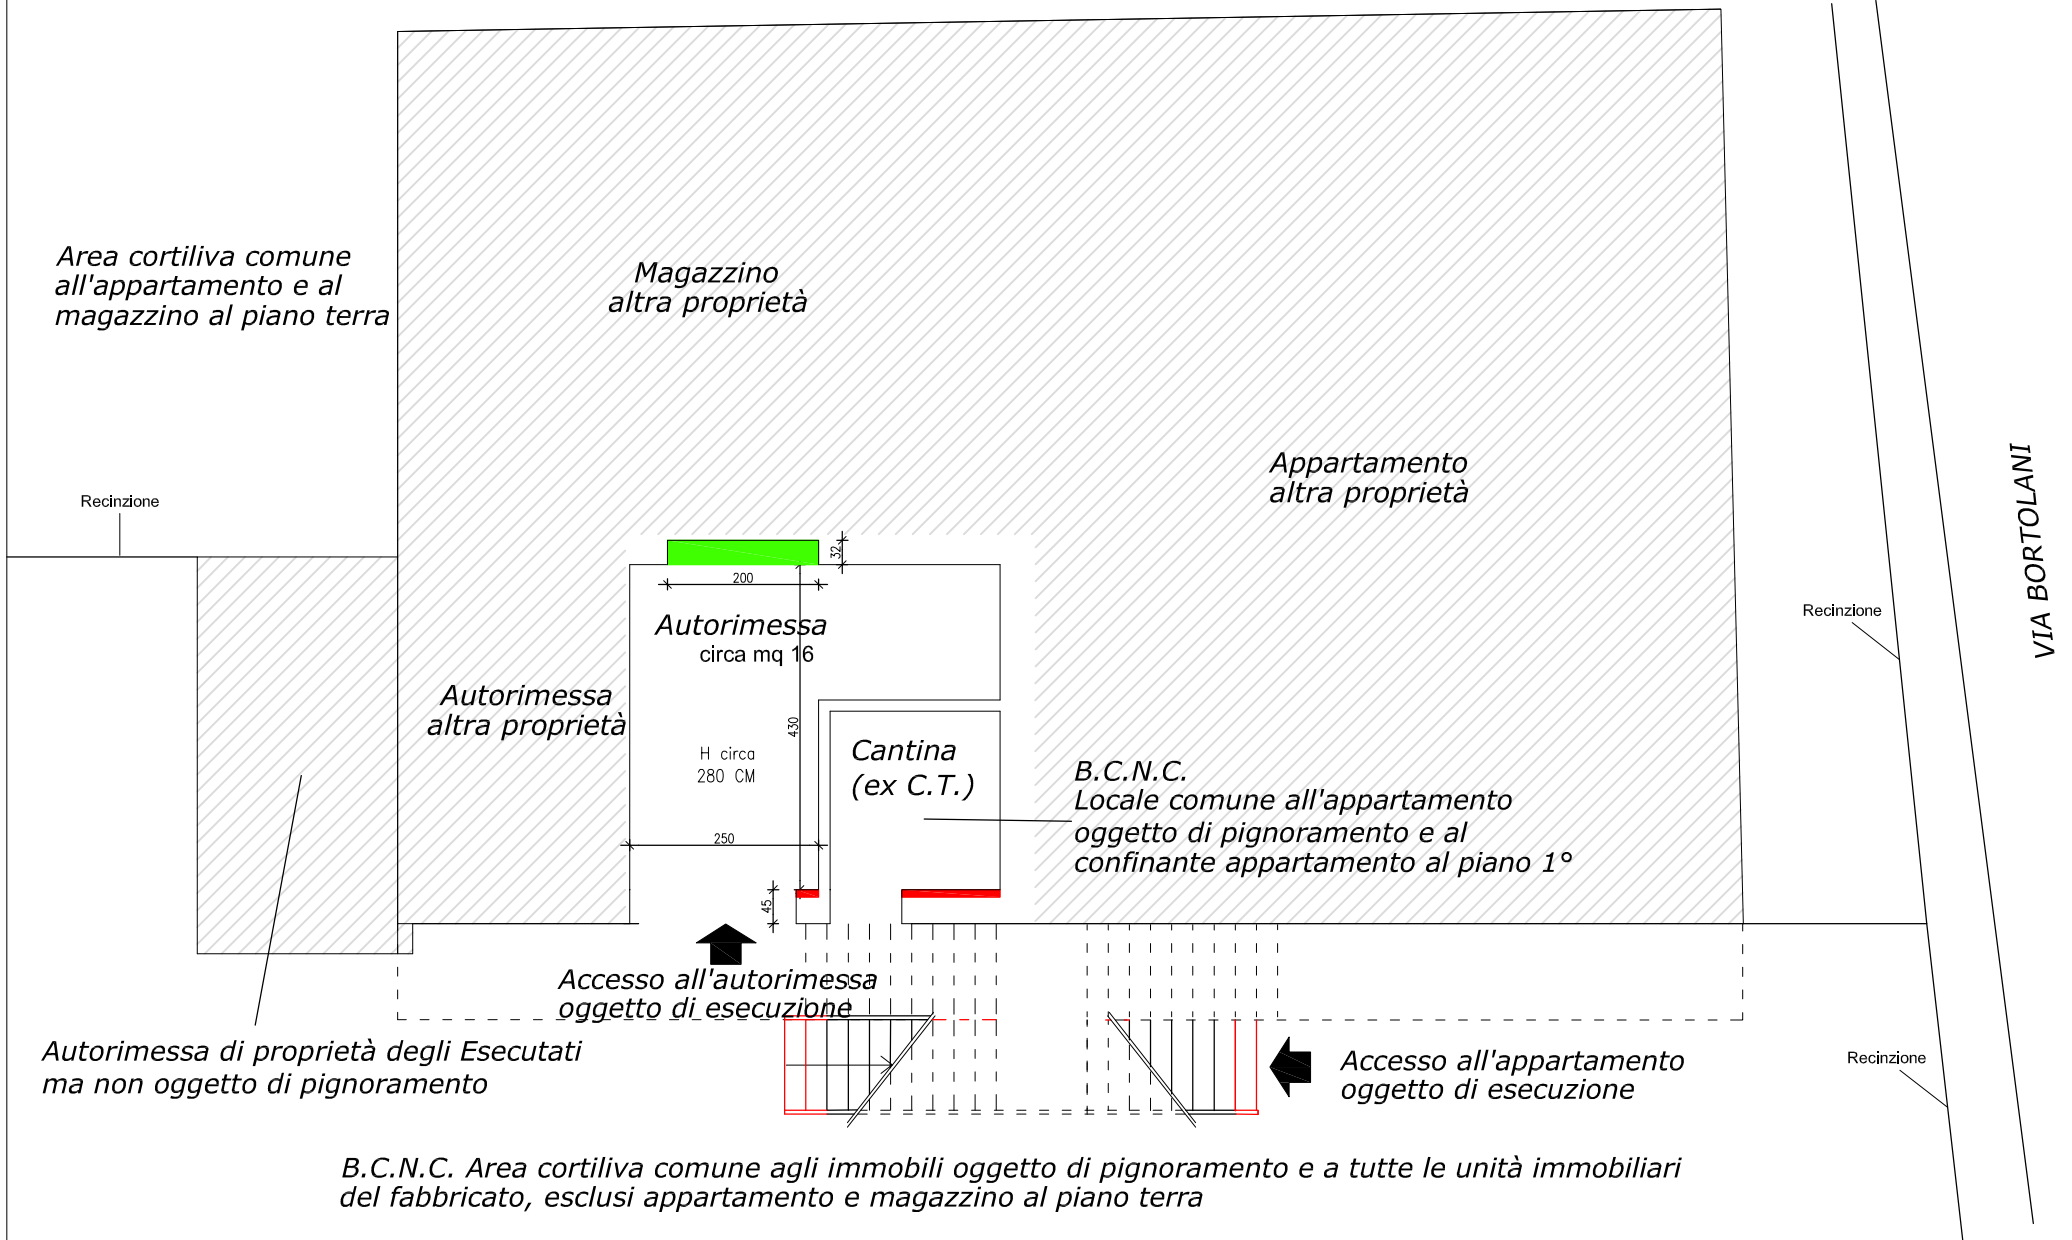 Area cortiliva comune
all'appartamento e al
magazzino al piano terra
Magazzino
altra proprietà
Appartamento
altra proprietà
VIA BORTOLANI
Recinzione
Recinzione
32
200
Autorimessa
circa mq 16
Autorimessa
altra proprietà
430
H circa
280 CM
Cantina
(ex C.T.)
B.C.N.C.
Locale comune all'appartamento
oggetto di pignoramento e al
confinante appartamento al piano 1°
250
45
Accesso all'autorimessa
oggetto di esecuzione
Autorimessa di proprietà degli Esecutati
ma non oggetto di pignoramento
Accesso all'appartamento
oggetto di esecuzione
Recinzione
B.C.N.C. Area cortiliva comune agli immobili oggetto di pignoramento e a tutte le unità immobiliari
del fabbricato, esclusi appartamento e magazzino al piano terra